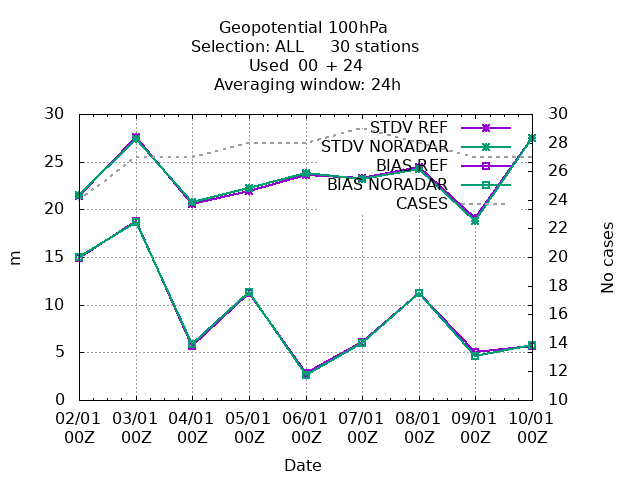 Geopotential 100hPa
Selection: ALL 30 stations
Used 00 + 24
Averaging window: 24h
STDV REF
STDV NORADAR
BIAS REF
BIAS NORADAR
CASES
30
25
20
15
10
5
0
m
30
28
26
24
22
20
18
16
14
12
10
No cases
02/01 03/01 04/01 05/01 06/01 07/01 08/01 09/01 10/01
00Z 00Z 00Z 00Z 00Z 00Z 00Z 00Z 00Z
Date